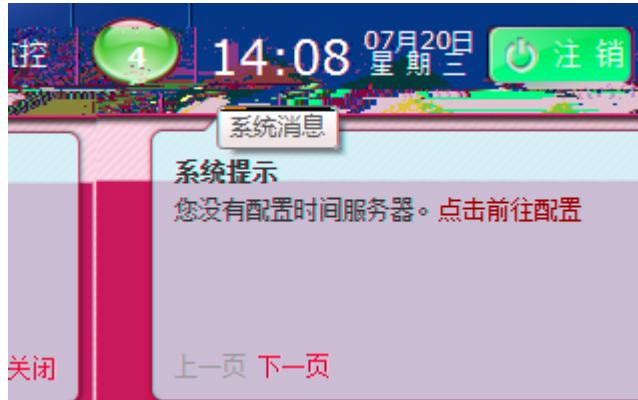 监控
4
14:08
07月20日
星期三
注销
系统消息
系统提示
您没有配置时间服务器。点击前往配置
关闭
上一页 下一页